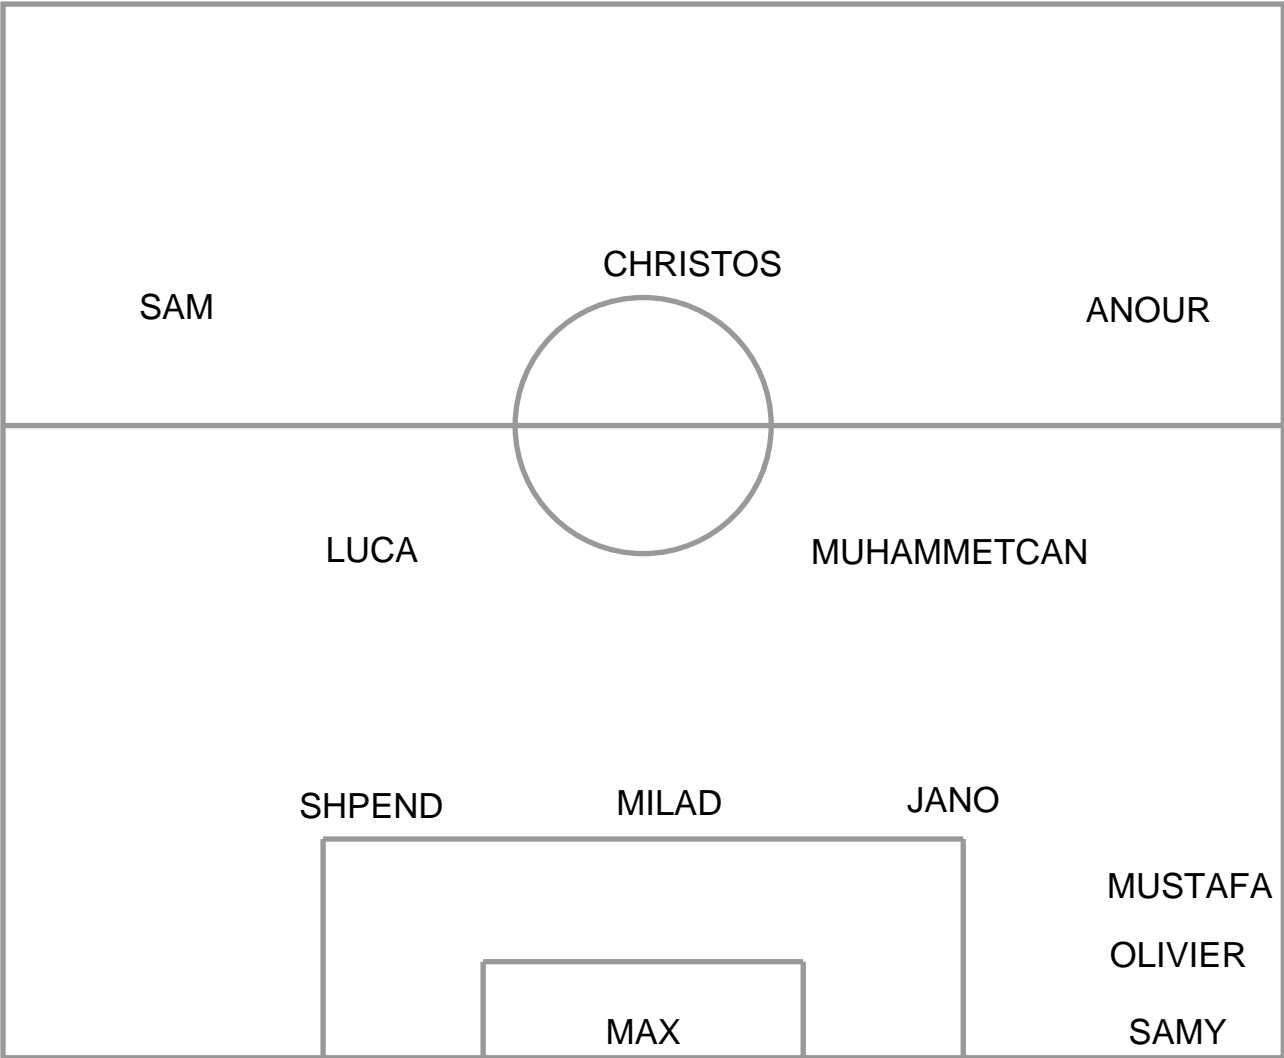 CHRISTOS
SAM
ANOUR
LUCA
MUHAMMETCAN
SHPEND
MILAD
JANO
MUSTAFA
OLIVIER
MAX
SAMY